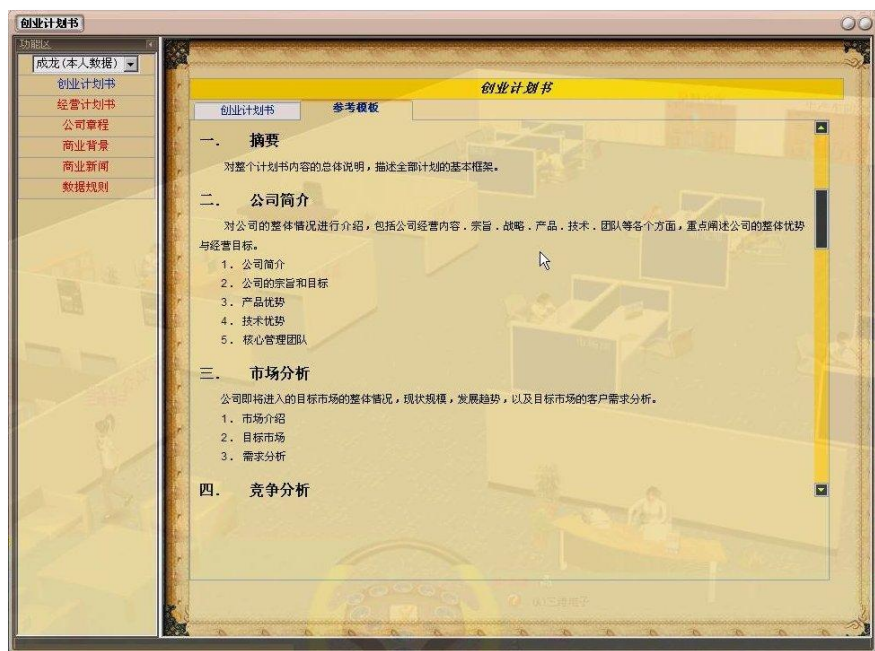 创业计划书
功能区
成龙(本人数据)
创业计划书
经营计划书
公司章程
商业背景
商业新闻
数据规则
创业计划书
创业计划书 参考模板
一. 摘要
对整个计划书内容的总体说明，描述全部计划的基本框架。
二. 公司简介
对公司的整体情况进行介绍，包括公司经营内容．宗旨．战略．产品．技术．团队等各个方面，重点阐述公司的整体优势
与经营目标。
1. 公司简介
2. 公司的宗旨和目标
3. 产品优势
4. 技术优势
5. 核心管理团队
三. 市场分析
公司即将进入的目标市场的整体情况，现状规模，发展趋势，以及目标市场的客户需求分析。
1. 市场介绍
2. 目标市场
3. 需求分析
四. 竞争分析